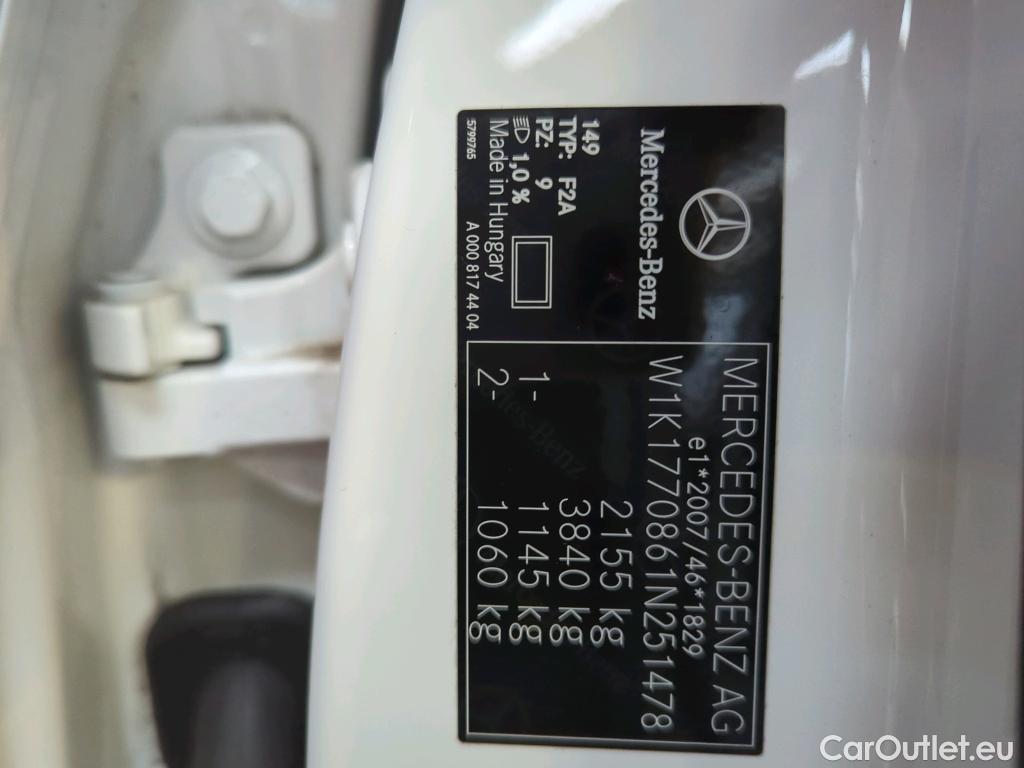 Mercedes-Benz
149
TYP: F2A
PZ: 9
1,0 %
Made in Hungary
5799765
A 000 817 44 04
MERCEDES-BENZ AG
e1*2007/46*1829
W1K1770861N251478
2155 kg
3840 kg
1- 1145 kg
2- 1060 kg
CarOutlet.eu